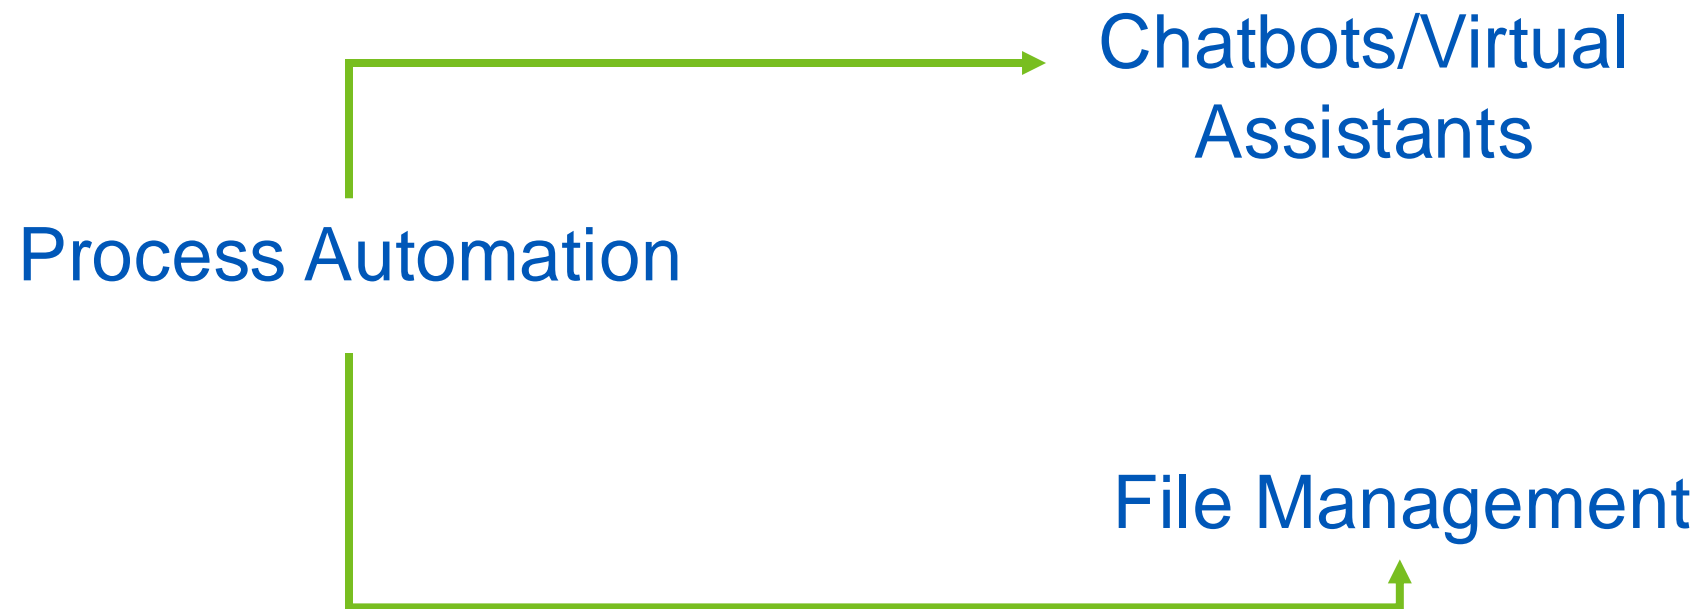 Chatbots/Virtual
Assistants
Process Automation
File Management